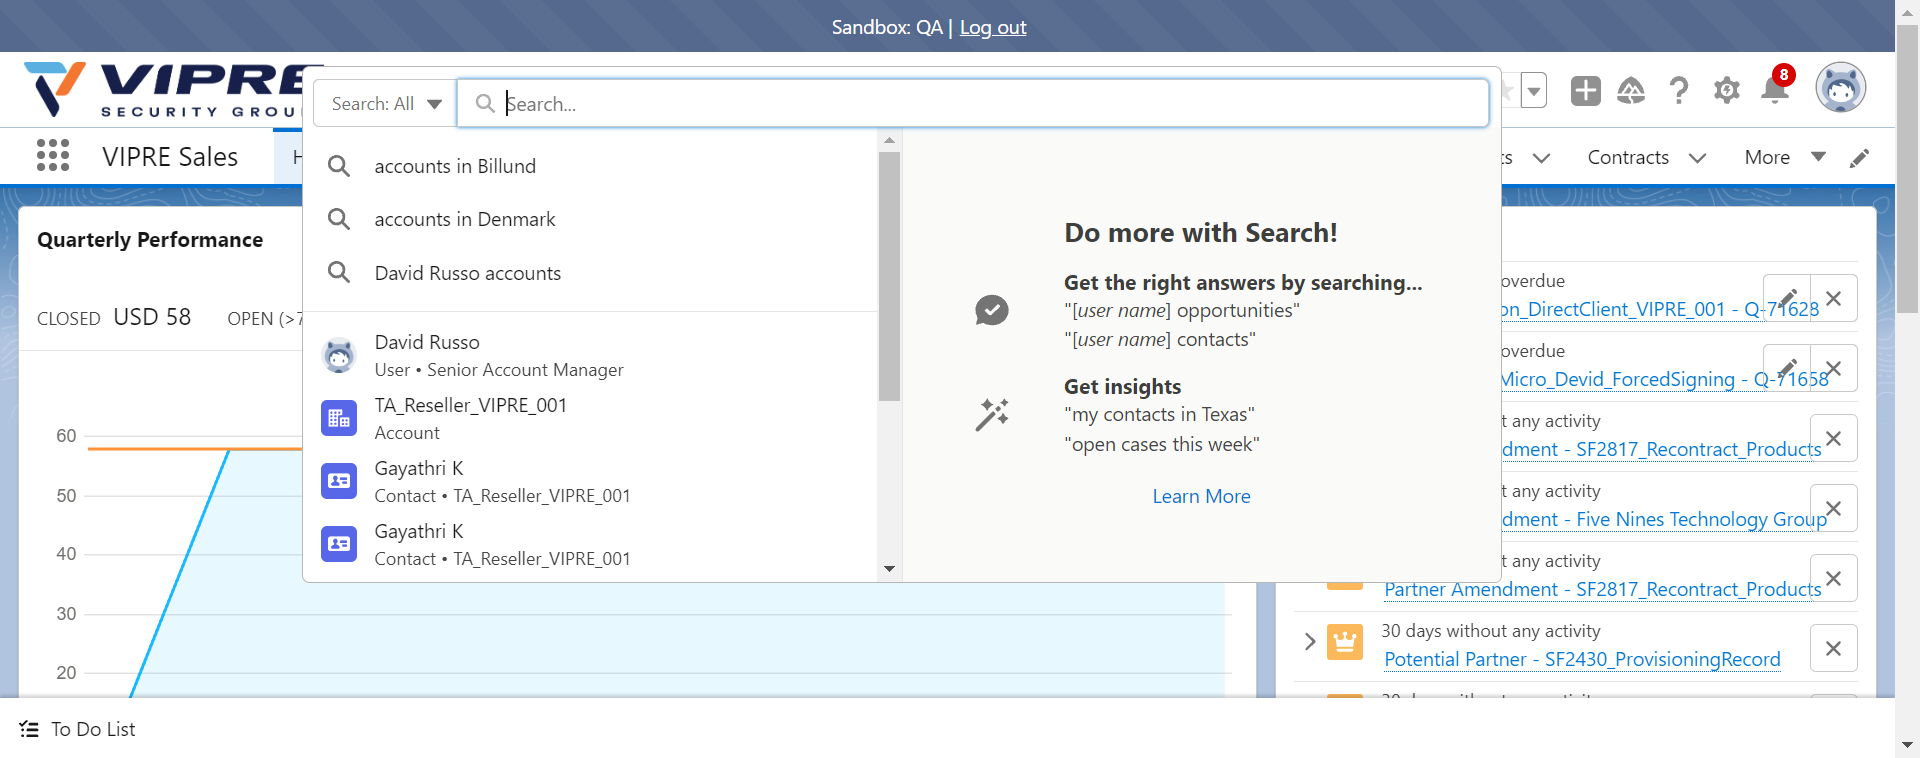 Sandbox: QA | Log out
VIPRE
SECURITY GROU
Search: All
Search...
8
VIPRE Sales
H
ts
Contracts
More
accounts in Billund
accounts in Denmark
David Russo accounts
David Russo
User • Senior Account Manager
TA_Reseller_VIPRE_001
Account
Gayathri K
Contact • TA_Reseller_VIPRE_001
Gayathri K
Contact • TA_Reseller_VIPRE_001
Do more with Search!
Get the right answers by searching...
"[user name] opportunities"
"[user name] contacts"
Get insights
"my contacts in Texas"
"open cases this week"
Learn More
Quarterly Performance
CLOSED USD 58 OPEN (>7
60
50
40
30
20
overdue
on_DirectClient_VIPRE_001 - Q-71628
overdue
Micro_Devid_ForcedSigning - Q-71658
t any activity
dment - SF2817_Recontract_Products
t any activity
dment - Five Nines Technology Group
t any activity
Partner Amendment - SF2817_Recontract_Products
30 days without any activity
Potential Partner - SF2430_ProvisioningRecord
To Do List